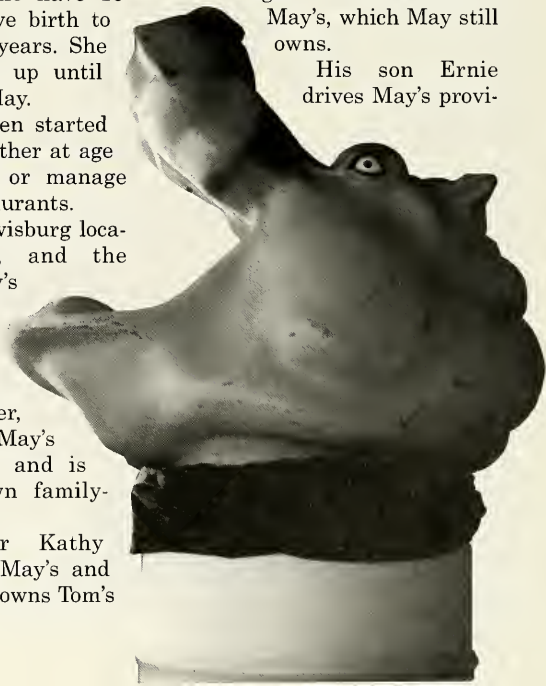 ve birth to
years. She
up until
May.
en started
ther at age
or manage
aurants.
wisburg loca-
and the
y's
er,
May's
and is
wn family-
r Kathy
May's and
owns Tom's
May's, which May still
owns.
His son Ernie
drives May's provi-